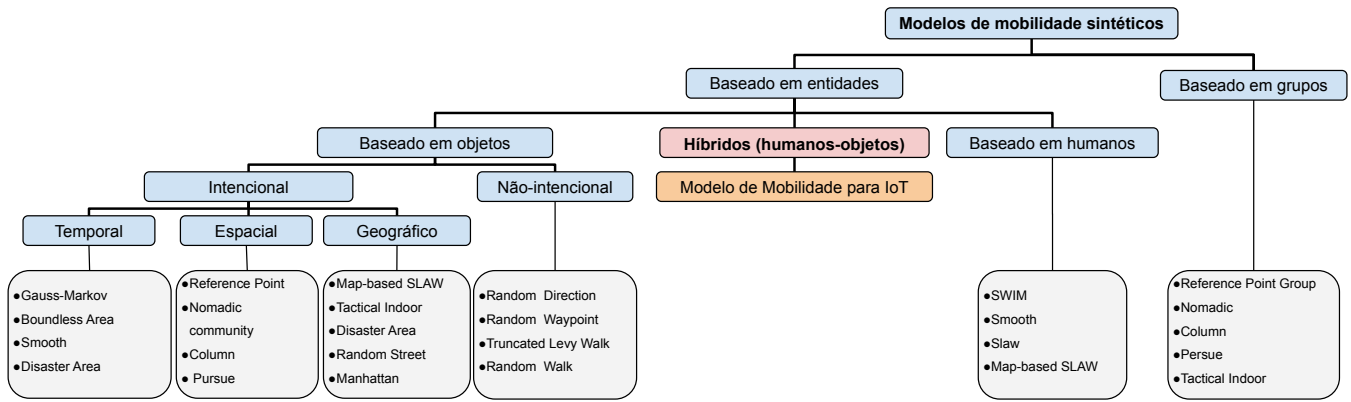 Modelos de mobilidade sintéticos
Baseado em entidades
Baseado em grupos
Baseado em objetos
Híbridos (humanos-objetos)
Baseado em humanos
Intencional
Não-intencional
Modelo de Mobilidade para IoT
Temporal
Espacial
Geográfico
●Gauss-Markov
●Boundless Area
●Smooth
●Disaster Area
●Reference Point
●Nomadic
community
●Column
● Pursue
●Map-based SLAW
●Tactical Indoor
●Disaster Area
●Random Street
●Manhattan
●Random Direction
●Random Waypoint
●Truncated Levy Walk
●Random Walk
●SWIM
●Smooth
●Slaw
●Map-based SLAW
●Reference Point Group
●Nomadic
●Column
●Persue
●Tactical Indoor